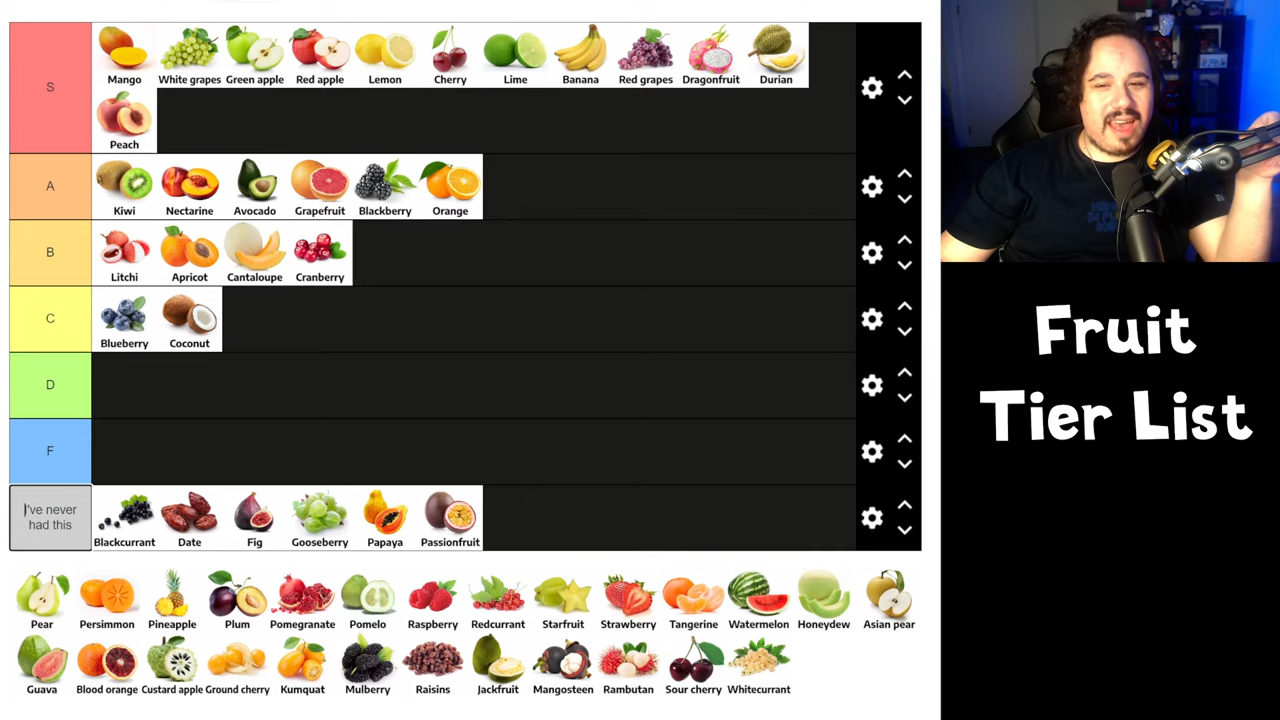 S
Mango White grapes Green apple Red apple Lemon Cherry Lime Banana Red grapes Dragonfruit Durian
Peach
A
Kiwi Nectarine Avocado Grapefruit Blackberry Orange
B
Litchi Apricot Cantaloupe Cranberry
C
Blueberry Coconut
D
F
I've never
had this
Blackcurrant Date Fig Gooseberry Papaya Passionfruit
Pear Persimmon Pineapple Plum Pomegranate Pomelo Raspberry Redcurrant Starfruit Strawberry Tangerine Watermelon Honeydew Asian pear
Guava Blood orange Custard apple Ground cherry Kumquat Mulberry Raisins Jackfruit Mangosteen Rambutan Sour cherry Whitecurrant
Fruit
Tier List